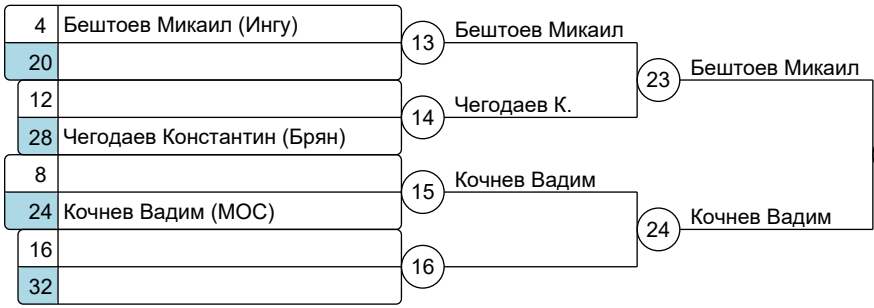 4 Бештоев Микаил (Ингу)
20
13 Бештоев Микаил
12
28 Чегодаев Константин (Брян)
14 Чегодаев К.
23 Бештоев Микаил
8
24 Кочнев Вадим (МОС)
15 Кочнев Вадим
16
32
16
24 Кочнев Вадим